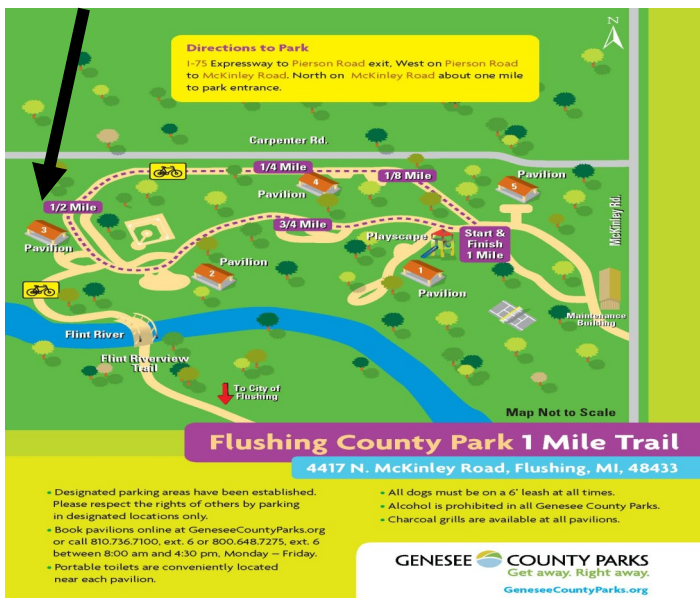 N
Directions to Park
I-75 Expressway to Pierson Road exit, West on Pierson Road
to McKinley Road. North on McKinley Road about one mile
to park entrance.
Carpenter Rd.
1/4 Mile
1/8 Mile
Pavilion
4
Pavilion
5
1/2 Mile
3
Pavilion
3/4 Mile
Playscape
Start &
Finish
1 Mile
McKinley Rd.
Pavilion
2
1
Pavilion
Maintenance
Building
Flint River
Flint Riverview
Trail
To City of
Flushing
Map Not to Scale
Flushing County Park 1 Mile Trail
4417 N. McKinley Road, Flushing, MI, 48433
• Designated parking areas have been established.
Please respect the rights of others by parking
in designated locations only.
• Book pavilions online at GeneseeCountyParks.org
or call 810.736.7100, ext. 6 or 800.648.7275, ext. 6
between 8:00 am and 4:30 pm, Monday – Friday.
• Portable toilets are conveniently located
near each pavilion.
• All dogs must be on a 6' leash at all times.
• Alcohol is prohibited in all Genesee County Parks.
• Charcoal grills are available at all pavilions.
GENESEE COUNTY PARKS
Get away. Right away.
GeneseeCountyParks.org